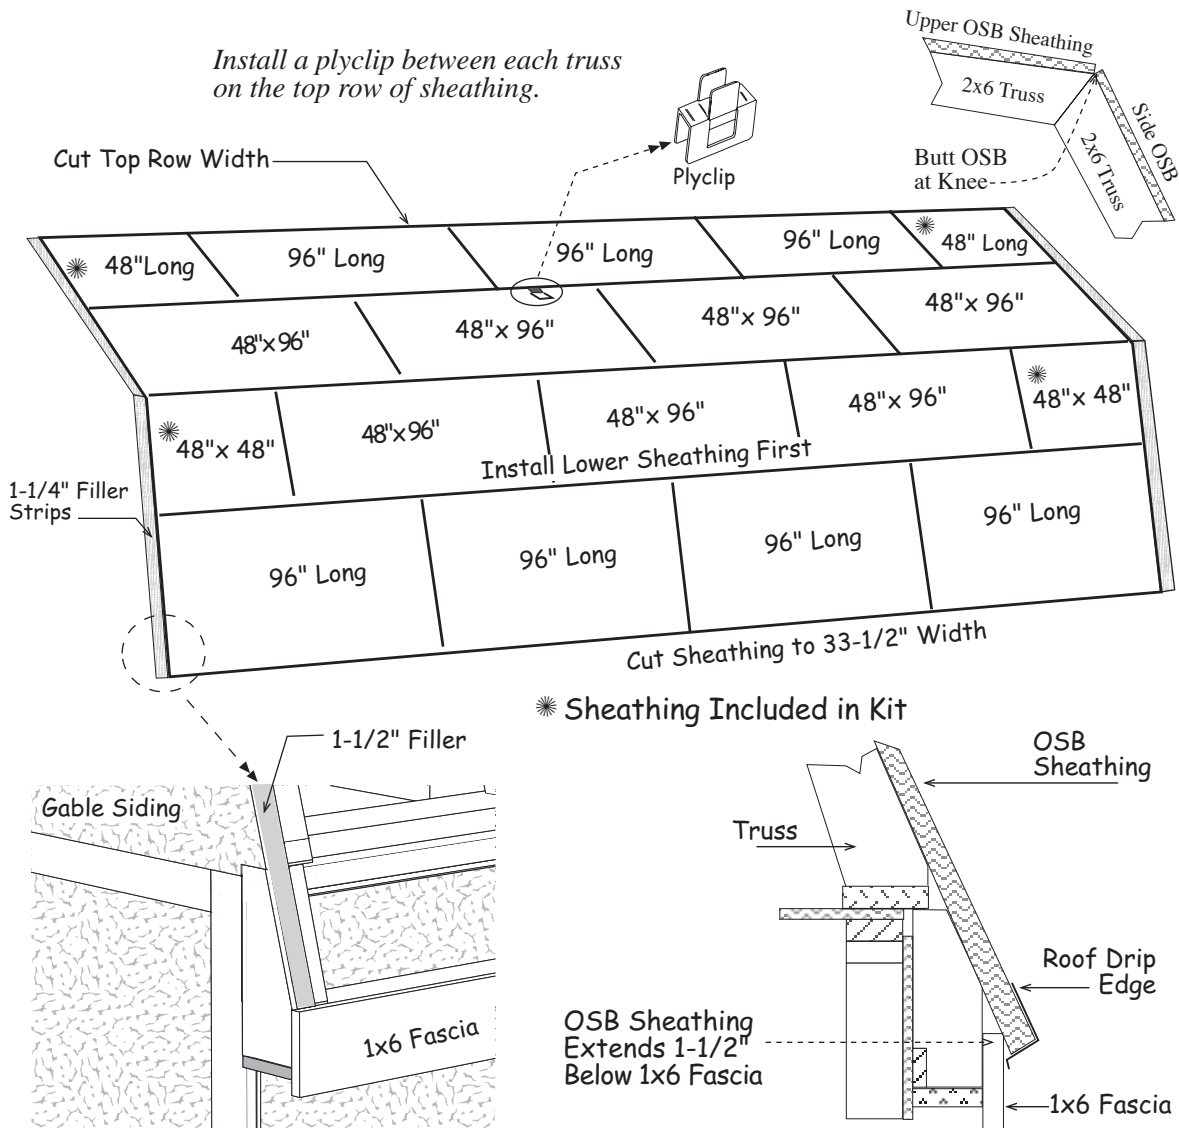 Upper OSB Sheathing
Install a plyclip between each truss
on the top row of sheathing.
2x6 Truss
Side OSB
2x6 Truss
Cut Top Row Width
Plyclip
Butt OSB
at Knee
48"Long
96" Long
96" Long
96" Long
48" Long
48"x 96"
48"x 96"
48"x 96"
48"x 96"
48"x 48"
48"x 96"
48"x 96"
48"x 96"
48"x 48"
Install Lower Sheathing First
1-1/4" Filler
Strips
96" Long
96" Long
96" Long
96" Long
Cut Sheathing to 33-1/2" Width
Sheathing Included in Kit
1-1/2" Filler
Gable Siding
1x6 Fascia
OSB
Sheathing
Truss
Roof Drip
Edge
OSB Sheathing
Extends 1-1/2"
Below 1x6 Fascia
1x6 Fascia